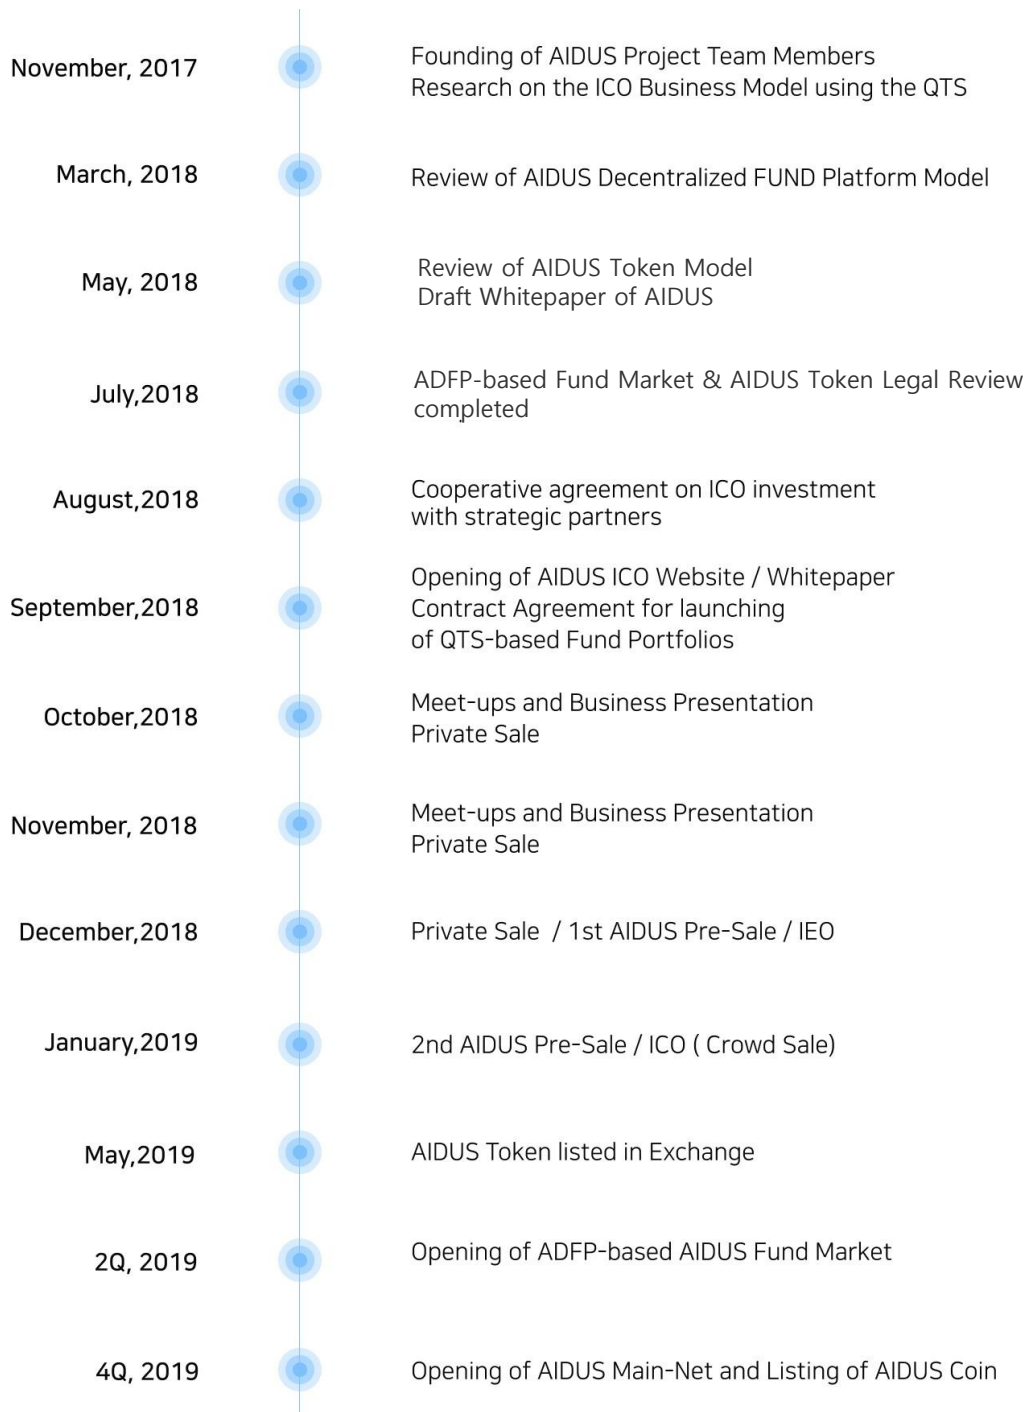 November, 2017
Founding of AIDUS Project Team Members
Research on the ICO Business Model using the QTS
March, 2018
Review of AIDUS Decentralized FUND Platform Model
May, 2018
Review of AIDUS Token Model
Draft Whitepaper of AIDUS
July,2018
ADFP-based Fund Market & AIDUS Token Legal Review
completed
August,2018
Cooperative agreement on ICO investment
with strategic partners
September,2018
Opening of AIDUS ICO Website / Whitepaper
Contract Agreement for launching
of QTS-based Fund Portfolios
October,2018
Meet-ups and Business Presentation
Private Sale
November, 2018
Meet-ups and Business Presentation
Private Sale
December,2018
Private Sale / 1st AIDUS Pre-Sale / IEO
January,2019
2nd AIDUS Pre-Sale / ICO ( Crowd Sale)
May,2019
AIDUS Token listed in Exchange
2Q, 2019
Opening of ADFP-based AIDUS Fund Market
4Q, 2019
Opening of AIDUS Main-Net and Listing of AIDUS Coin